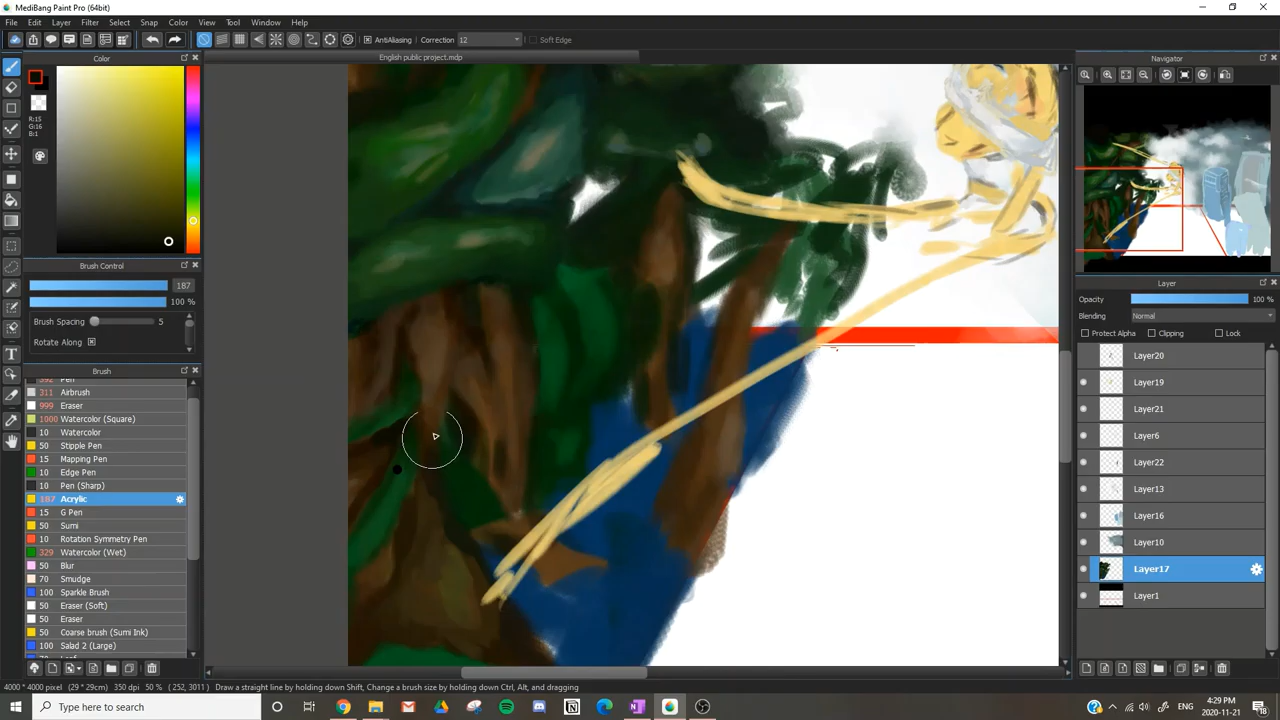 MediBang Paint Pro (64bit)
File Edit Layer Filter Select Snap Color View Tool Window Help
AntiAliasing Correction 12 Soft Edge
Color
English public project.mdp
Navigator
R:15
G:16
B:1
Brush Control
187
100 %
Brush Spacing 5
Rotate Along
Brush
392 Pen
311 Airbrush
999 Eraser
1000 Watercolor (Square)
10 Watercolor
50 Stipple Pen
15 Mapping Pen
10 Edge Pen
10 Pen (Sharp)
187 Acrylic
15 G Pen
50 Sumi
10 Rotation Symmetry Pen
329 Watercolor (Wet)
50 Blur
70 Smudge
100 Sparkle Brush
50 Eraser (Soft)
50 Eraser
50 Coarse brush (Sumi Ink)
100 Salad 2 (Large)
Layer
Opacity 100 %
Blending Normal
Protect Alpha Clipping Lock
Layer20
Layer19
Layer21
Layer6
Layer22
Layer13
Layer16
Layer10
Layer17
Layer1
4000 * 4000 pixel (29 * 29cm) 350 dpi 50 % ( 252, 3011 ) Draw a straight line by holding down Shift, Change a brush size by holding down Ctrl, Alt, and dragging
Type here to search
ENG
4:29 PM
2020-11-21
18